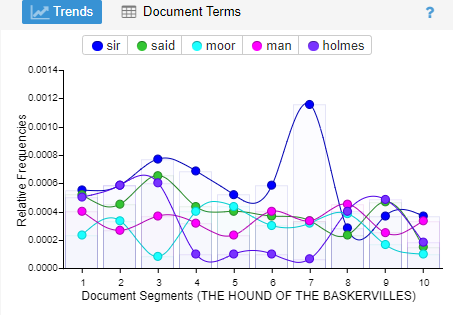 Trends Document Terms ?
sir said moor man holmes
0.0014
0.0012
0.0010
0.0008
0.0006
0.0004
0.0002
0.0000
Relative Frequencies
1 2 3 4 5 6 7 8 9 10
Document Segments (THE HOUND OF THE BASKERVILLES)